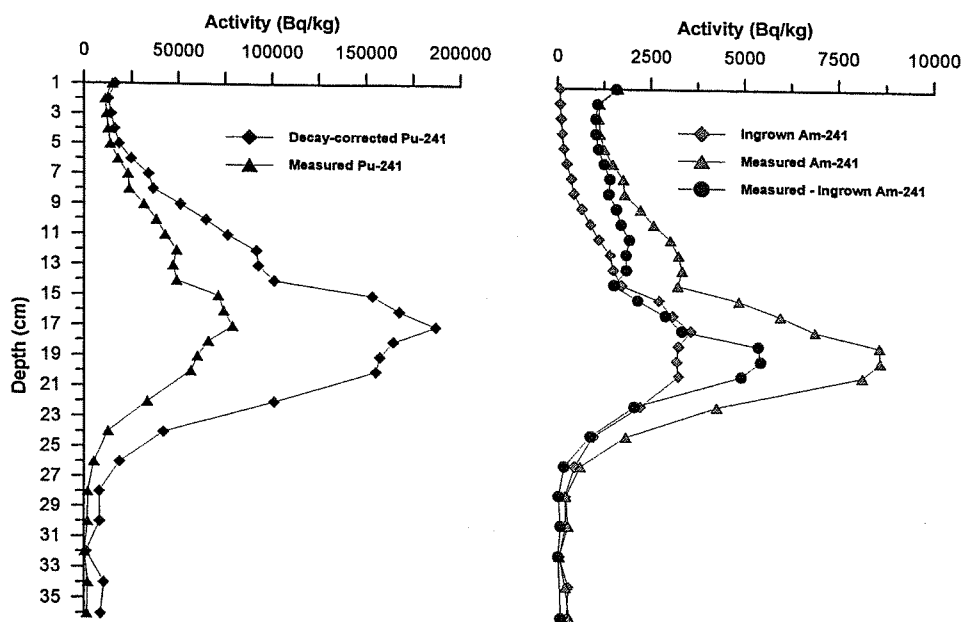 Activity (Bq/kg)
0 50000 100000 150000 200000
Depth (cm)
1
3
5
7
9
11
13
15
17
19
21
23
25
27
29
31
33
35
Decay-corrected Pu-241
Measured Pu-241
Activity (Bq/kg)
0 2500 5000 7500 10000
Ingrown Am-241
Measured Am-241
Measured - Ingrown Am-241